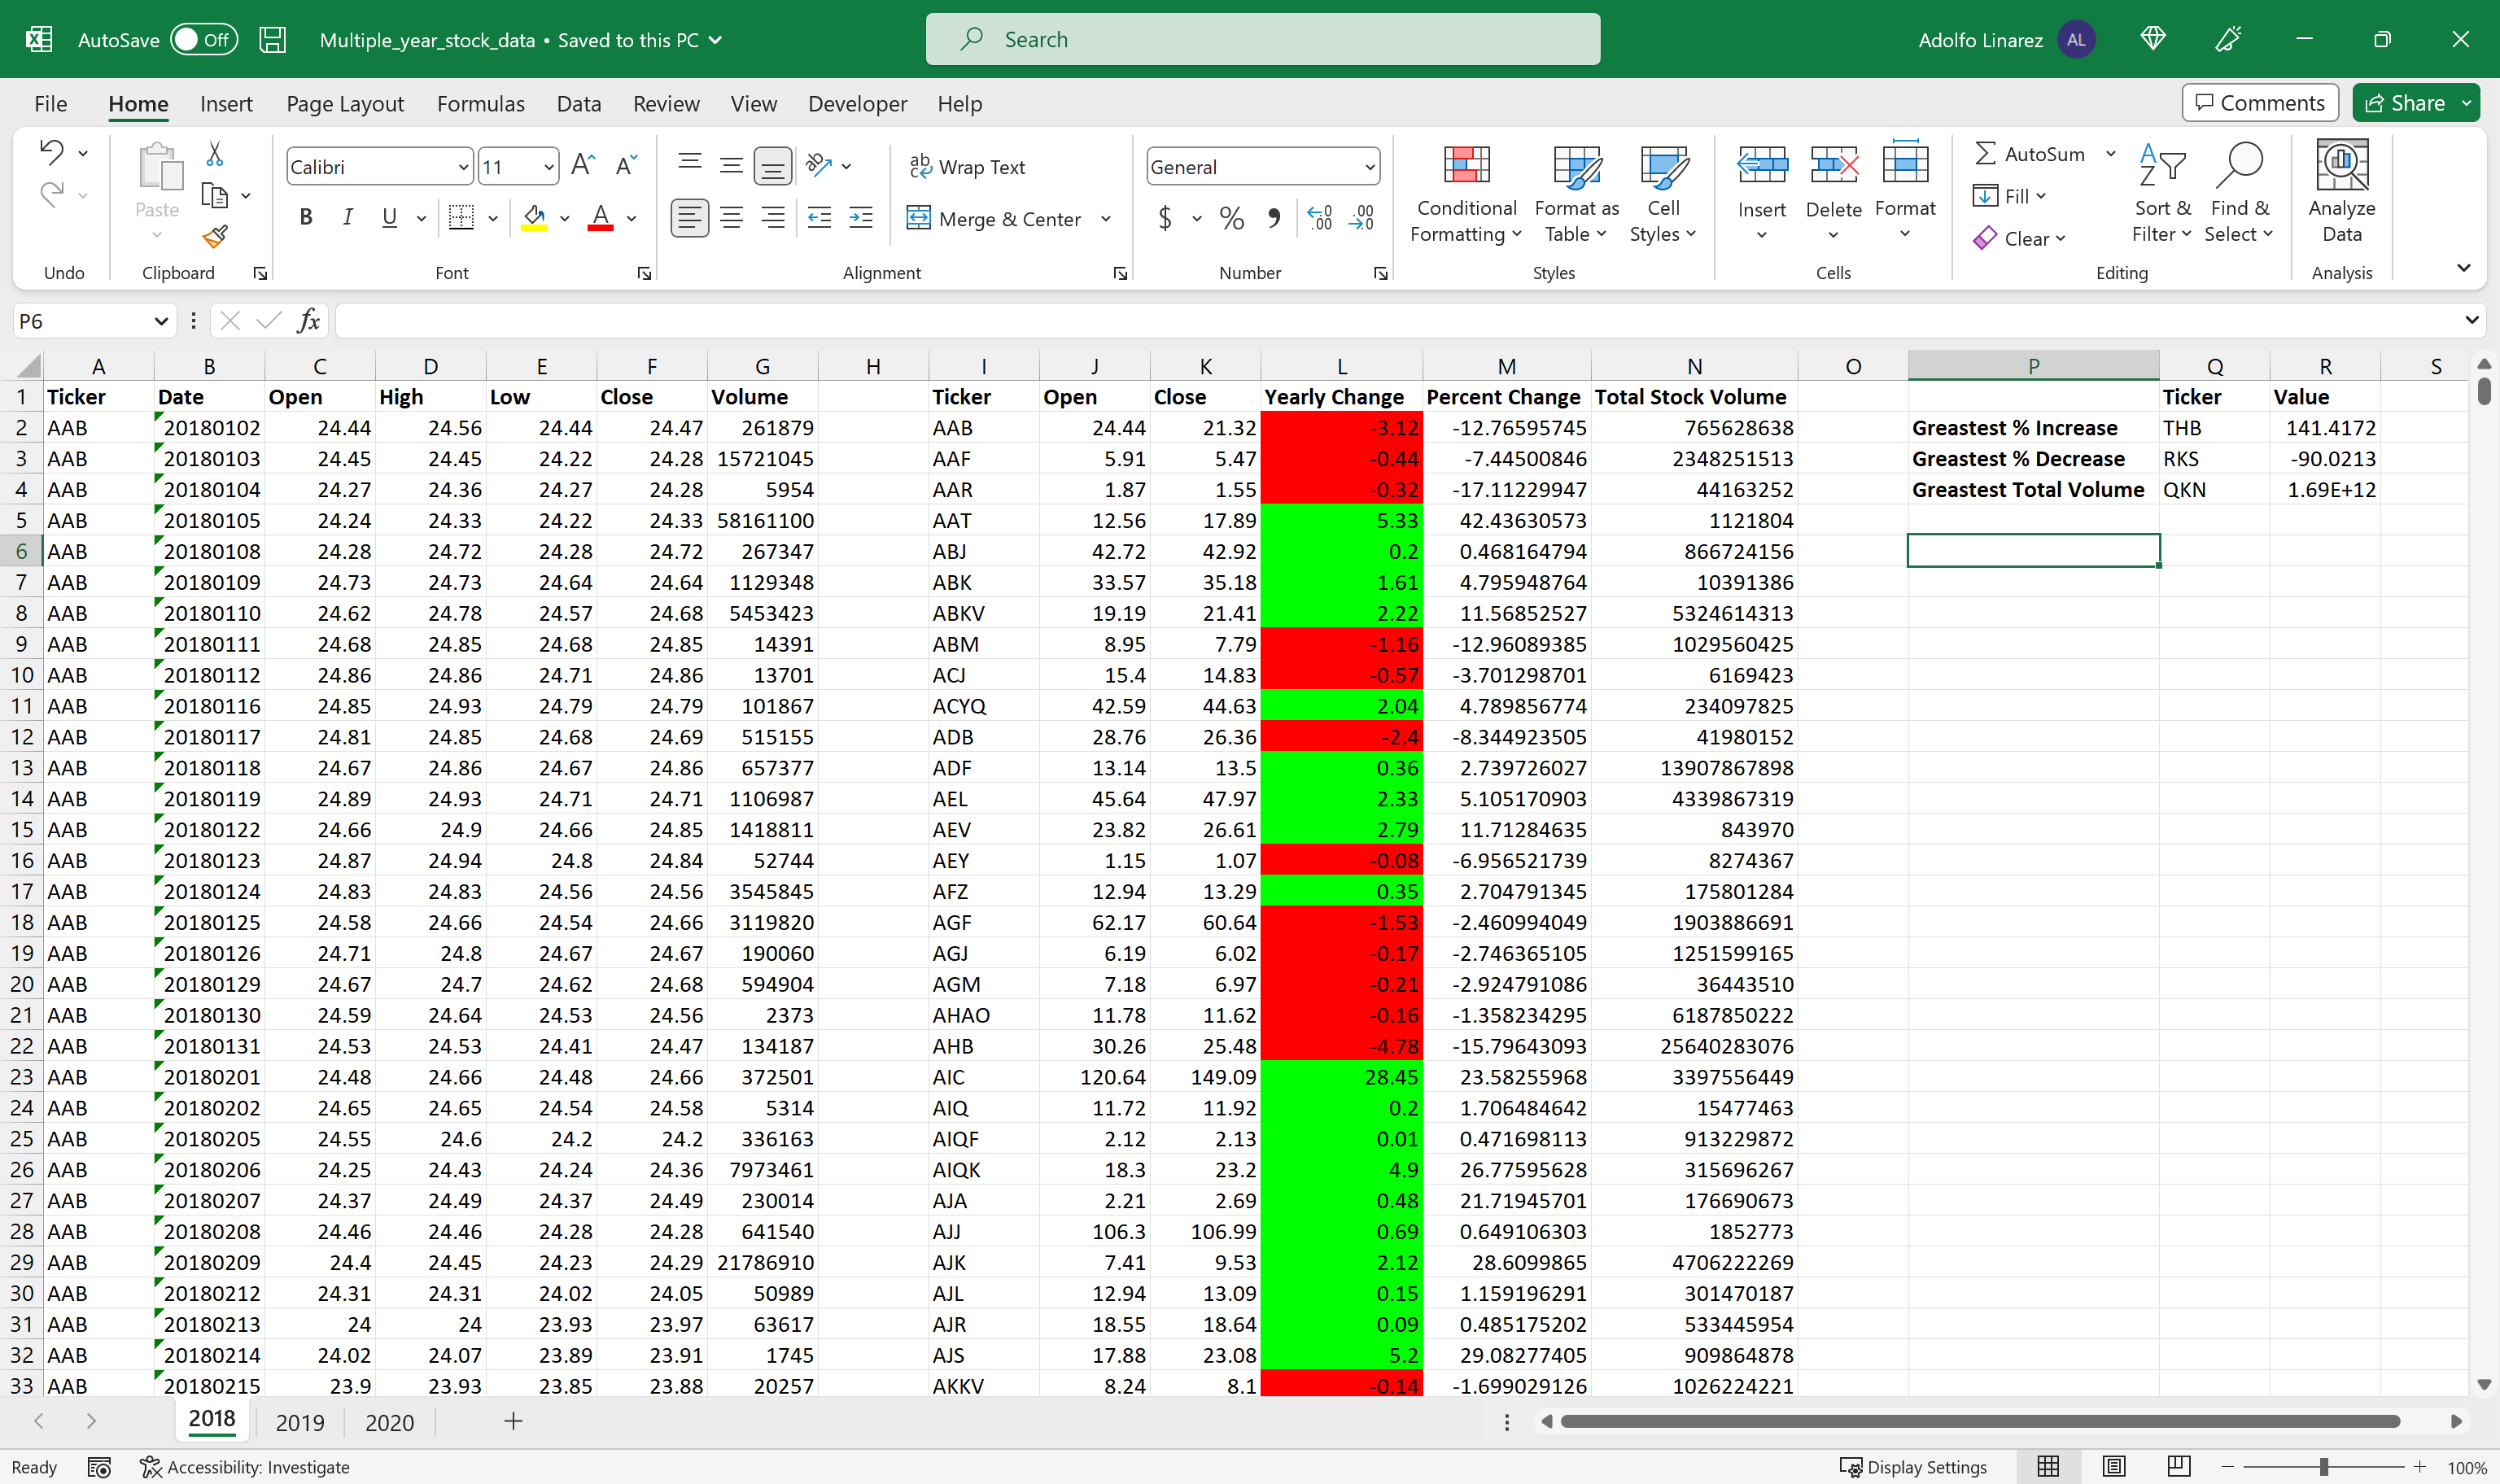 AutoSave Off Multiple_year_stock_data • Saved to this PC Search Adolfo Linarez AL
File Home Insert Page Layout Formulas Data Review View Developer Help Comments Share
Paste Calibri 11 Wrap Text General Conditional Formatting Format as Table Cell Styles Insert Delete Format AutoSum Fill Clear Sort & Filter Find & Select Analyze Data
B I U A Merge & Center $ %
Undo Clipboard Font Alignment Number Styles Cells Editing Analysis
P6 fx
A B C D E F G H I J K L M N O P Q R S
1 Ticker Date Open High Low Close Volume Ticker Open Close Yearly Change Percent Change Total Stock Volume Ticker Value
2 AAB 20180102 24.44 24.56 24.44 24.47 261879 AAB 24.44 21.32 -3.12 -12.76595745 765628638 Greastest % Increase THB 141.4172
3 AAB 20180103 24.45 24.45 24.22 24.28 15721045 AAF 5.91 5.47 -0.44 -7.44500846 2348251513 Greastest % Decrease RKS -90.0213
4 AAB 20180104 24.27 24.36 24.27 24.28 5954 AAR 1.87 1.55 -0.32 -17.11229947 44163252 Greastest Total Volume QKN 1.69E+12
5 AAB 20180105 24.24 24.33 24.22 24.33 58161100 AAT 12.56 17.89 5.33 42.43630573 1121804
6 AAB 20180108 24.28 24.72 24.28 24.72 267347 ABJ 42.72 42.92 0.2 0.468164794 866724156
7 AAB 20180109 24.73 24.73 24.64 24.64 1129348 ABK 33.57 35.18 1.61 4.795948764 10391386
8 AAB 20180110 24.62 24.78 24.57 24.68 5453423 ABKV 19.19 21.41 2.22 11.56852527 5324614313
9 AAB 20180111 24.68 24.85 24.68 24.85 14391 ABM 8.95 7.79 -1.16 -12.96089385 1029560425
10 AAB 20180112 24.86 24.86 24.71 24.86 13701 ACJ 15.4 14.83 -0.57 -3.701298701 6169423
11 AAB 20180116 24.85 24.93 24.79 24.79 101867 ACYQ 42.59 44.63 2.04 4.789856774 234097825
12 AAB 20180117 24.81 24.85 24.68 24.69 515155 ADB 28.76 26.36 -2.4 -8.344923505 41980152
13 AAB 20180118 24.67 24.86 24.67 24.86 657377 ADF 13.14 13.5 0.36 2.739726027 13907867898
14 AAB 20180119 24.89 24.93 24.71 24.71 1106987 AEL 45.64 47.97 2.33 5.105170903 4339867319
15 AAB 20180122 24.66 24.9 24.66 24.85 1418811 AEV 23.82 26.61 2.79 11.71284635 843970
16 AAB 20180123 24.87 24.94 24.8 24.84 52744 AEY 1.15 1.07 -0.08 -6.956521739 8274367
17 AAB 20180124 24.83 24.83 24.56 24.56 3545845 AFZ 12.94 13.29 0.35 2.704791345 175801284
18 AAB 20180125 24.58 24.66 24.54 24.66 3119820 AGF 62.17 60.64 -1.53 -2.460994049 1903886691
19 AAB 20180126 24.71 24.8 24.67 24.67 190060 AGJ 6.19 6.02 -0.17 -2.746365105 1251599165
20 AAB 20180129 24.67 24.7 24.62 24.68 594904 AGM 7.18 6.97 -0.21 -2.924791086 36443510
21 AAB 20180130 24.59 24.64 24.53 24.56 2373 AHAO 11.78 11.62 -0.16 -1.358234295 6187850222
22 AAB 20180131 24.53 24.53 24.41 24.47 134187 AHB 30.26 25.48 -4.78 -15.79643093 25640283076
23 AAB 20180201 24.48 24.66 24.48 24.66 372501 AIC 120.64 149.09 28.45 23.58255968 3397556449
24 AAB 20180202 24.65 24.65 24.54 24.58 5314 AIQ 11.72 11.92 0.2 1.706484642 15477463
25 AAB 20180205 24.55 24.6 24.2 24.2 336163 AIQF 2.12 2.13 0.01 0.471698113 913229872
26 AAB 20180206 24.25 24.43 24.24 24.36 7973461 AIQK 18.3 23.2 4.9 26.77595628 315696267
27 AAB 20180207 24.37 24.49 24.37 24.49 230014 AJA 2.21 2.69 0.48 21.71945701 176690673
28 AAB 20180208 24.46 24.46 24.28 24.28 641540 AJJ 106.3 106.99 0.69 0.649106303 1852773
29 AAB 20180209 24.4 24.45 24.23 24.29 21786910 AJK 7.41 9.53 2.12 28.6099865 4706222269
30 AAB 20180212 24.31 24.31 24.02 24.05 50989 AJL 12.94 13.09 0.15 1.159196291 301470187
31 AAB 20180213 24 24 23.93 23.97 63617 AJR 18.55 18.64 0.09 0.485175202 533445954
32 AAB 20180214 24.02 24.07 23.89 23.91 1745 AJS 17.88 23.08 5.2 29.08277405 909864878
33 AAB 20180215 23.9 23.93 23.85 23.88 20257 AKKV 8.24 8.1 -0.14 -1.699029126 1026224221
2018 2019 2020
Ready Accessibility: Investigate Display Settings 100%